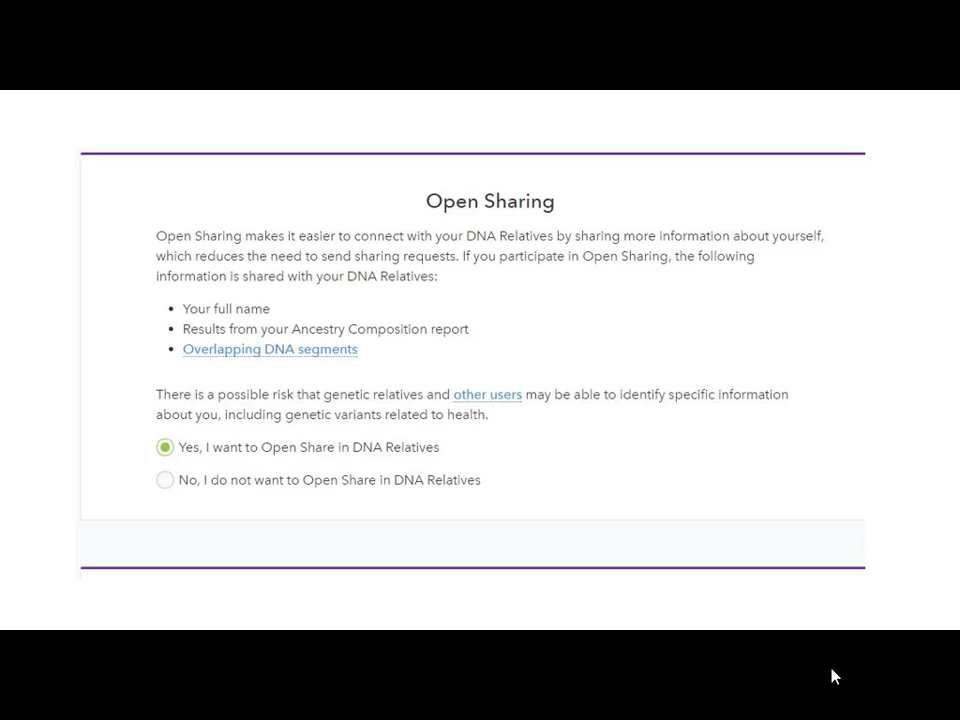 Open Sharing
Open Sharing makes it easier to connect with your DNA Relatives by sharing more information about yourself,
which reduces the need to send sharing requests. If you participate in Open Sharing, the following
information is shared with your DNA Relatives:
• Your full name
• Results from your Ancestry Composition report
• Overlapping DNA segments
There is a possible risk that genetic relatives and other users may be able to identify specific information
about you, including genetic variants related to health.
Yes, I want to Open Share in DNA Relatives
No, I do not want to Open Share in DNA Relatives